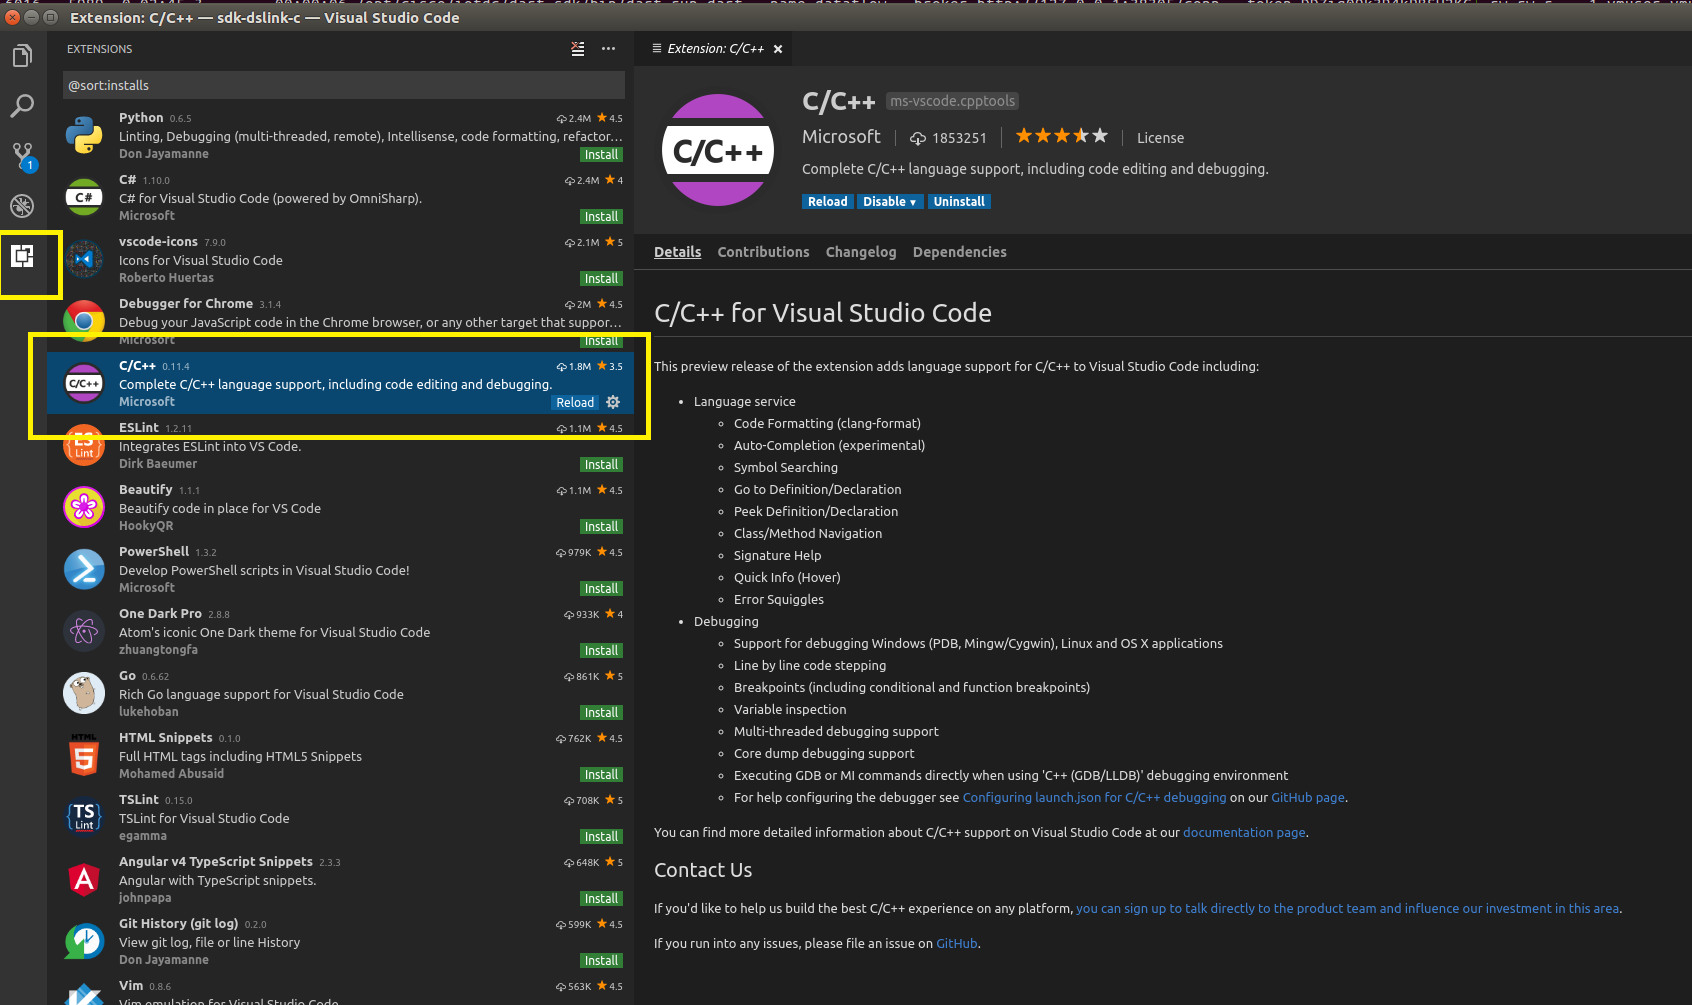 Extension: C/C++ — sdk-dslink-c — Visual Studio Code
EXTENSIONS
@sort:installs
Python 0.6.5 2.4M 4.5
Linting, Debugging (multi-threaded, remote), Intellisense, code formatting, refactor...
Don Jayamanne Install
C# 1.10.0 2.4M 4
C# for Visual Studio Code (powered by OmniSharp).
Microsoft Install
vscode-icons 7.9.0 2.1M 5
Icons for Visual Studio Code
Roberto Huertas Install
Debugger for Chrome 3.1.4 2M 4.5
Debug your JavaScript code in the Chrome browser, or any other target that suppor...
Microsoft Install
C/C++ 0.11.4 1.8M 3.5
Complete C/C++ language support, including code editing and debugging.
Microsoft Reload
ESLint 1.2.11 1.1M 4.5
Integrates ESLint into VS Code.
Dirk Baeumer Install
Beautify 1.1.1 1.1M 4.5
Beautify code in place for VS Code
HookyQR Install
PowerShell 1.3.2 979K 4.5
Develop PowerShell scripts in Visual Studio Code!
Microsoft Install
One Dark Pro 2.8.8 933K 4
Atom's iconic One Dark theme for Visual Studio Code
zhuangtongfa Install
Go 0.6.62 861K 5
Rich Go language support for Visual Studio Code
lukehoban Install
HTML Snippets 0.1.0 762K 4.5
Full HTML tags including HTML5 Snippets
Mohamed Abusaid Install
TSLint 0.15.0 708K 5
TSLint for Visual Studio Code
egamma Install
Angular v4 TypeScript Snippets 2.3.3 648K 5
Angular with TypeScript snippets.
johnpapa Install
Git History (git log) 0.2.0 599K 4.5
View git log, file or line History
Don Jayamanne Install
Vim 0.8.6 563K 4.5
Vim emulation for Visual Studio Code
1
C#
C/C++
ES
Lint
HTML
5
TS
Lint
A
Extension: C/C++
C/C++
C/C++ ms-vscode.cpptools
Microsoft 1853251 License
Complete C/C++ language support, including code editing and debugging.
Reload Disable Uninstall
Details Contributions Changelog Dependencies
C/C++ for Visual Studio Code
This preview release of the extension adds language support for C/C++ to Visual Studio Code including:
• Language service
◦ Code Formatting (clang-format)
◦ Auto-Completion (experimental)
◦ Symbol Searching
◦ Go to Definition/Declaration
◦ Peek Definition/Declaration
◦ Class/Method Navigation
◦ Signature Help
◦ Quick Info (Hover)
◦ Error Squiggles
• Debugging
◦ Support for debugging Windows (PDB, Mingw/Cygwin), Linux and OS X applications
◦ Line by line code stepping
◦ Breakpoints (including conditional and function breakpoints)
◦ Variable inspection
◦ Multi-threaded debugging support
◦ Core dump debugging support
◦ Executing GDB or MI commands directly when using 'C++ (GDB/LLDB)' debugging environment
◦ For help configuring the debugger see Configuring launch.json for C/C++ debugging on our GitHub page.
You can find more detailed information about C/C++ support on Visual Studio Code at our documentation page.
Contact Us
If you'd like to help us build the best C/C++ experience on any platform, you can sign up to talk directly to the product team and influence our investment in this area.
If you run into any issues, please file an issue on GitHub.